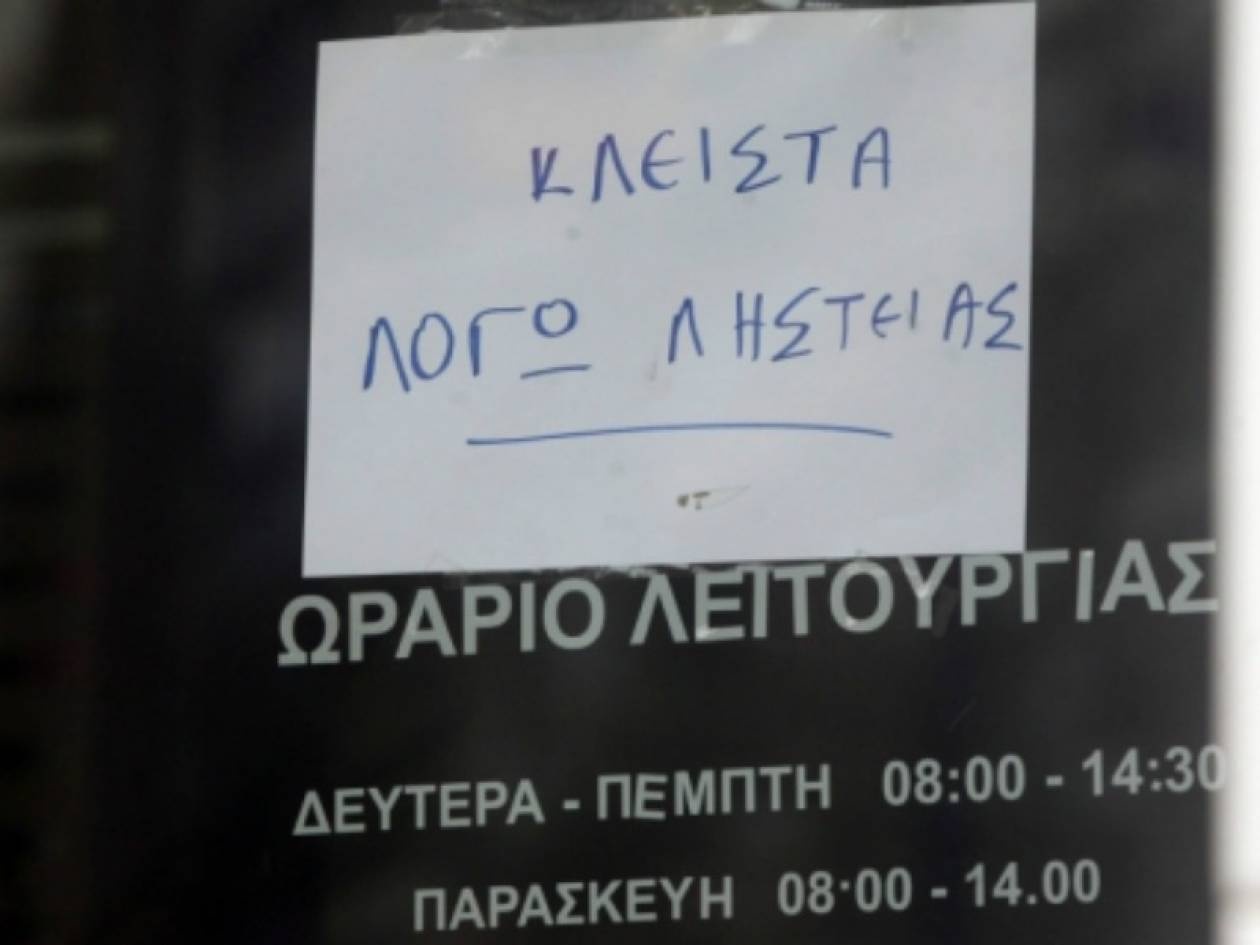 ΚΛΕΙΣΤΑ
ΛΟΓΩ ΛΗΣΤΕΙΑΣ
ΩΡΑΡΙΟ ΛΕΙΤΟΥΡΓΙΑΣ
ΔΕΥΤΕΡΑ - ΠΕΜΠΤΗ 08:00 - 14:30
ΠΑΡΑΣΚΕΥΗ 08:00 - 14.00